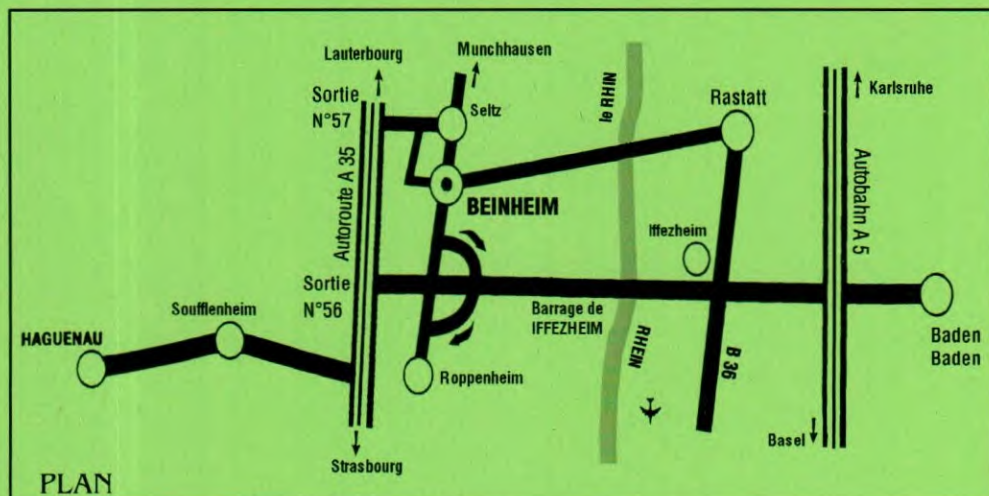 Lauterbourg
Munchhausen
Sortie
N°57
Seltz
le RHIN
Rastatt
Karlsruhe
Autoroute A 35
BEINHEIM
Autobahn A 5
Iffezheim
Sortie
N°56
Soufflenheim
HAGUENAU
Barrage de
IFFEZHEIM
RHEIN
B 36
Baden
Baden
Roppenheim
Strasbourg
Basel
PLAN